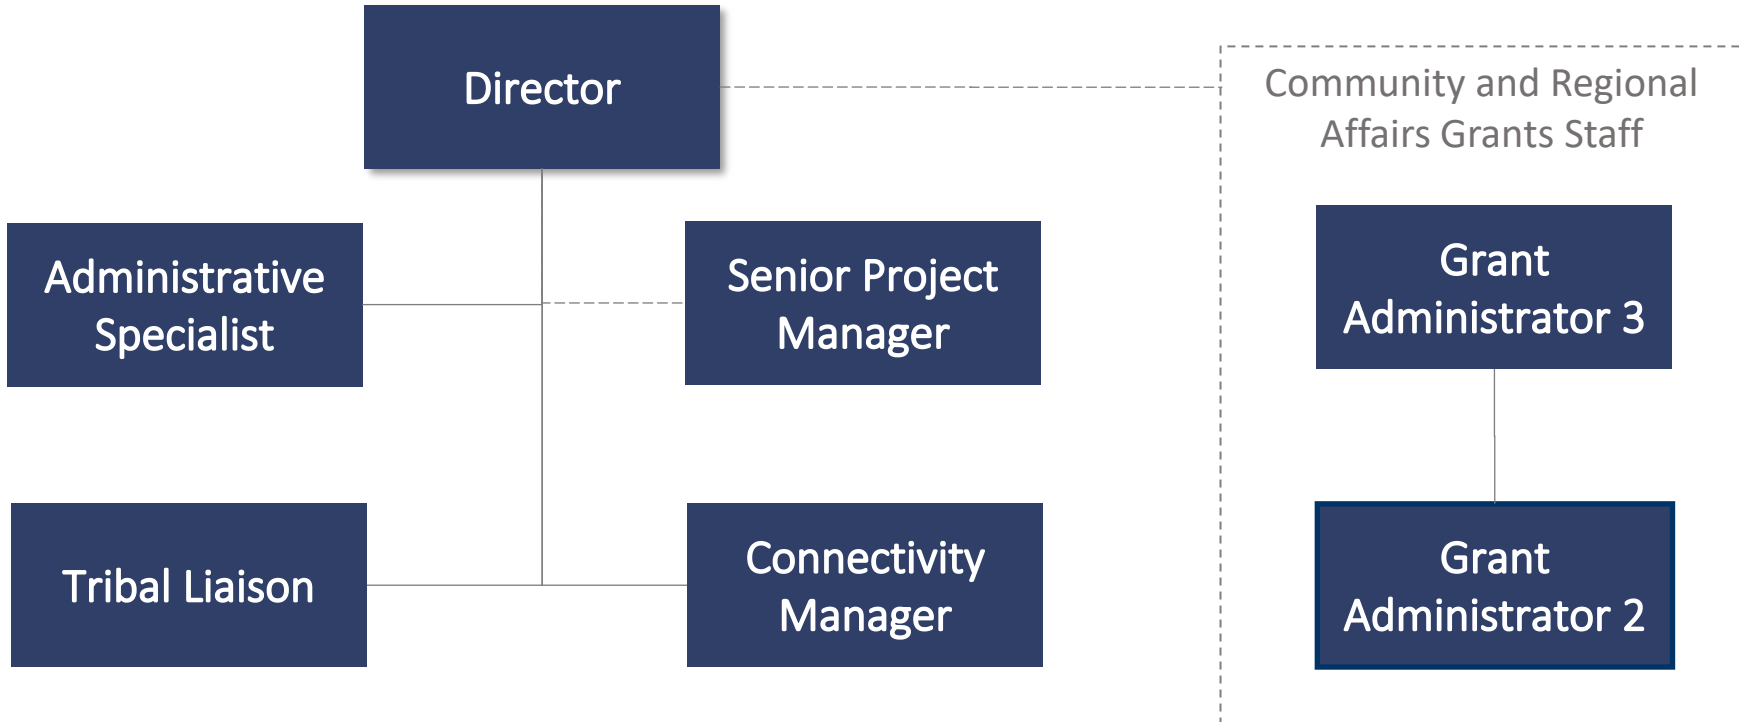 Director
Community and Regional
Affairs Grants Staff
Administrative
Specialist
Senior Project
Manager
Grant
Administrator 3
Tribal Liaison
Connectivity
Manager
Grant
Administrator 2